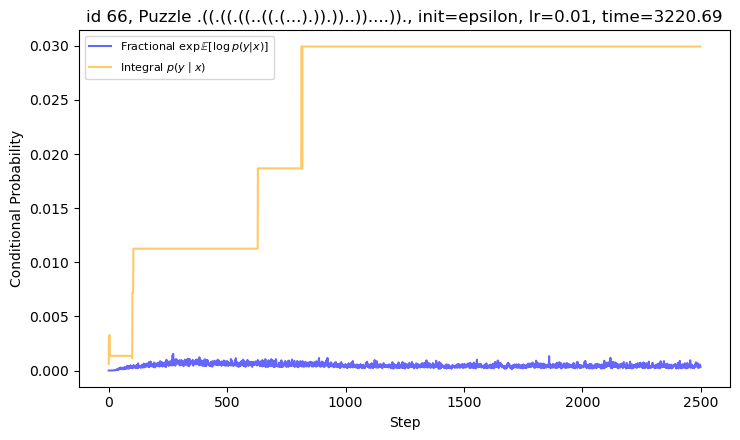 id 66, Puzzle .((.((.((..((.(...).)).))..))....))., init=epsilon, lr=0.01, time=3220.69
Fractional exp𝔼[log p(y|x)]
Integral p(y | x)
0.030
0.025
0.020
0.015
0.010
0.005
0.000
Conditional Probability
0
500
1000
1500
2000
2500
Step